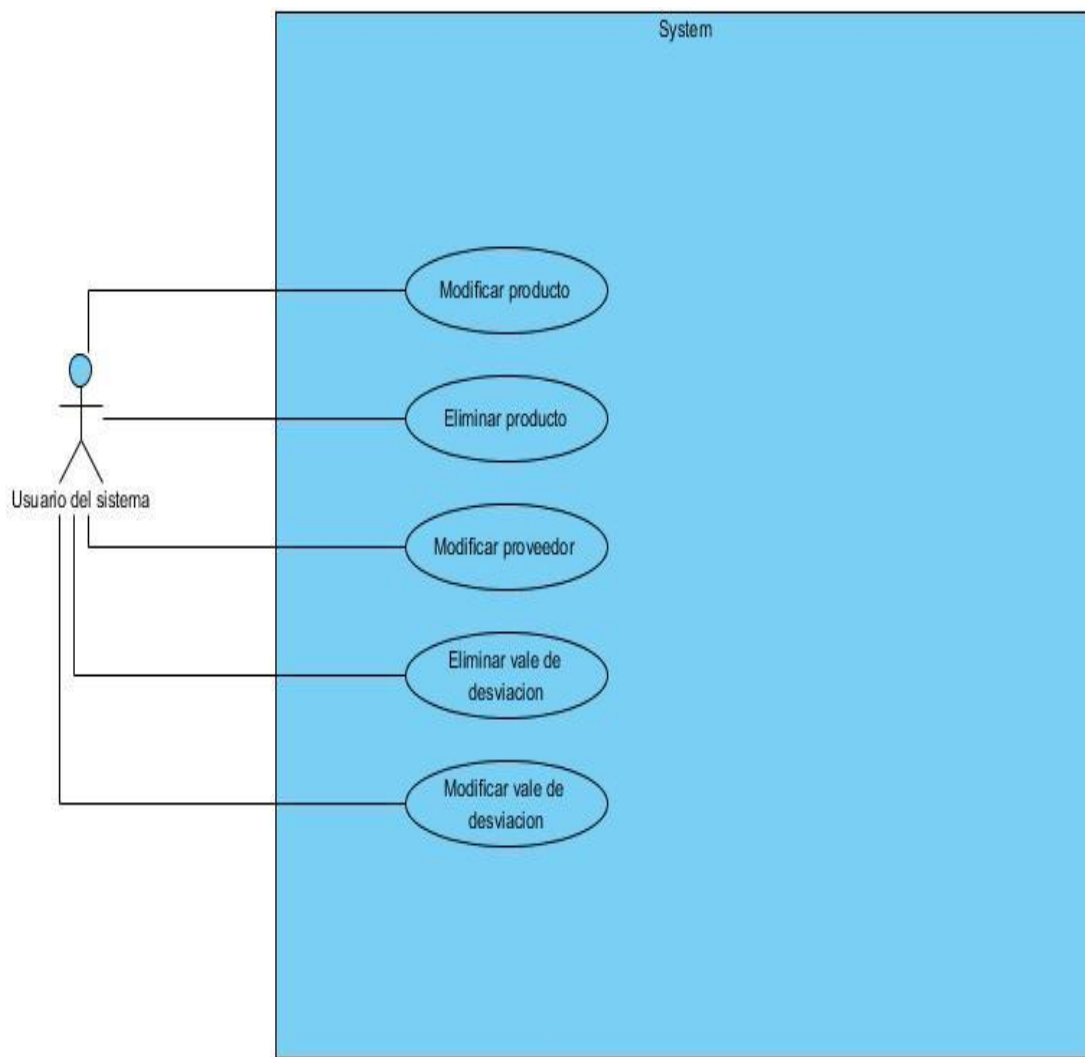 System
Modificar producto
Eliminar producto
Usuario del sistema
Modificar proveedor
Eliminar vale de
desviacion
Modificar vale de
desviacion